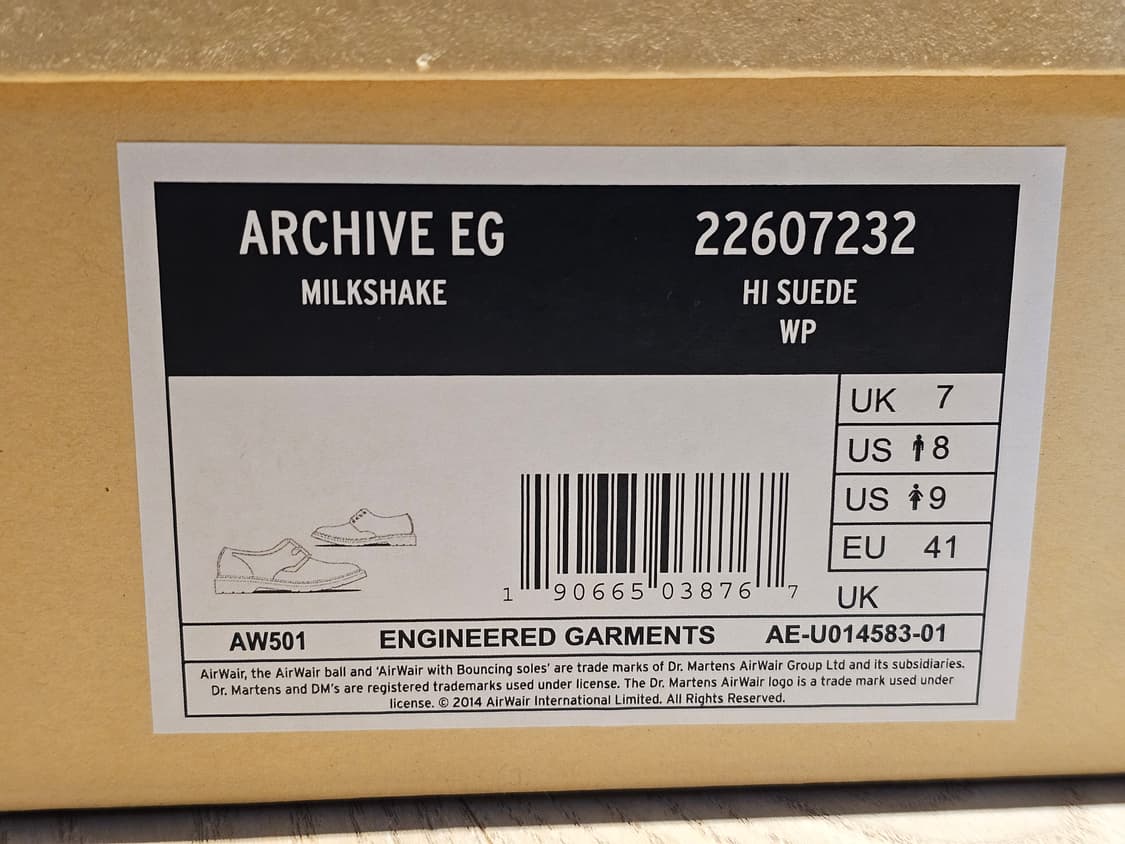 ARCHIVE EG 22607232
MILKSHAKE HI SUEDE
WP
UK 7
US 8
US 9
EU 41
UK
1 90665 03876 7
AW501 ENGINEERED GARMENTS AE-U014583-01
AirWair, the AirWair ball and 'AirWair with Bouncing soles' are trade marks of Dr. Martens AirWair Group Ltd and its subsidiaries.
Dr. Martens and DM's are registered trademarks used under license. The Dr. Martens AirWair logo is a trade mark used under
license. © 2014 AirWair International Limited. All Rights Reserved.